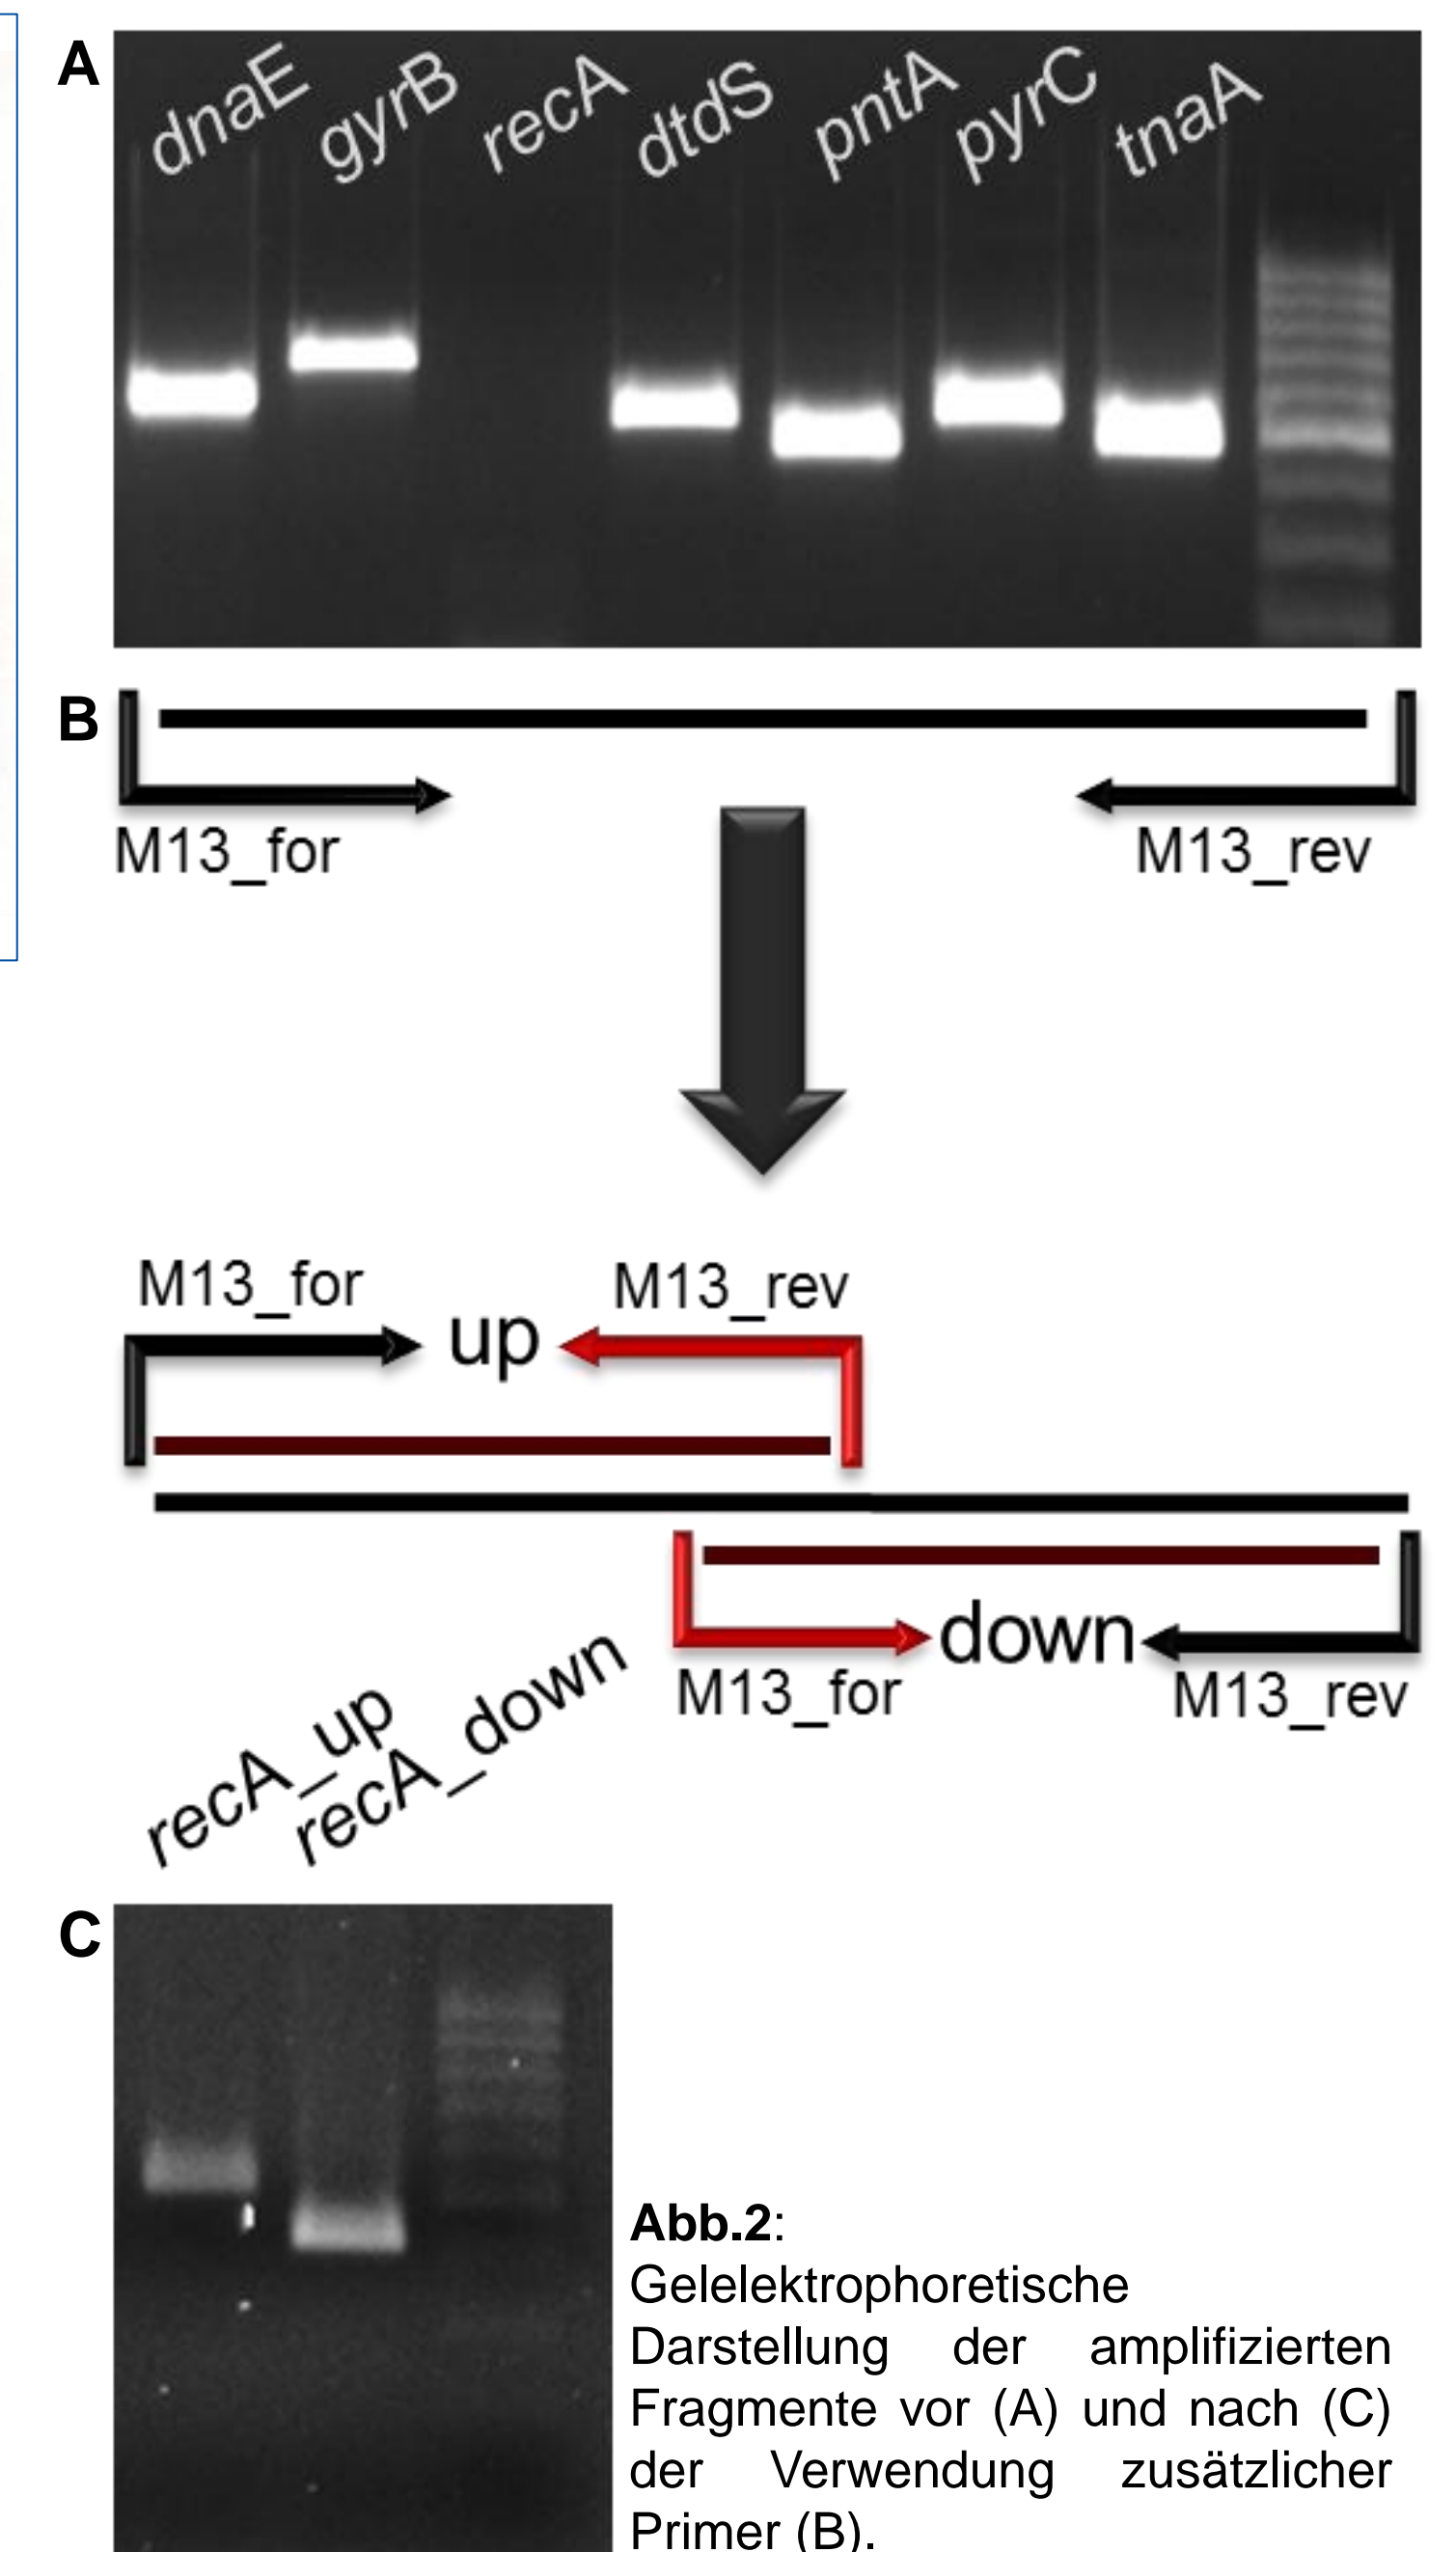 A
dnaE gyrB recA dtdS pntA pyrC tnaA
B
M13_for M13_rev
M13_for up M13_rev
down
M13_for M13_rev
recA_up
recA_down
C
Abb.2:
Gelelektrophoretische
Darstellung der amplifizierten
Fragmente vor (A) und nach (C)
der Verwendung zusätzlicher
Primer (B).